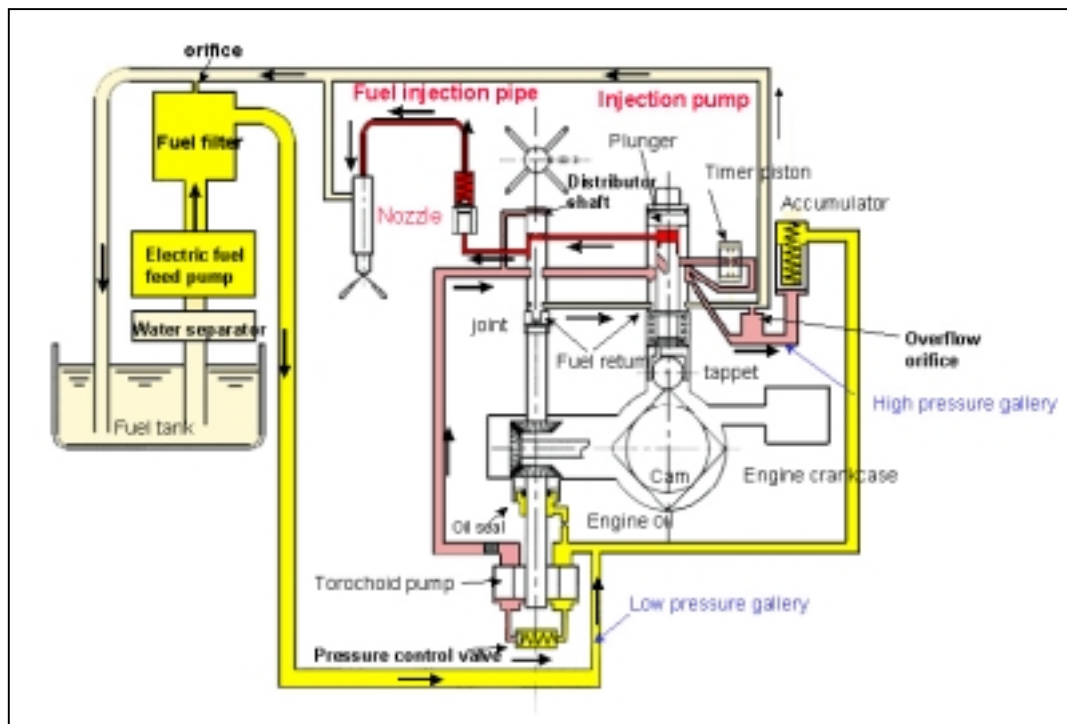 orifice
Fuel injection pipe
Injection pump
Fuel filter
Plunger
Timer piston
Distributor
shaft
Accumulator
Nozzle
Electric fuel
feed pump
Water separator
joint
Fuel return
tappet
Overflow
orifice
High pressure gallery
Fuel tank
Cam
Engine crankcase
Oil seal
Engine oil
Torochoid pump
Low pressure gallery
Pressure control valve